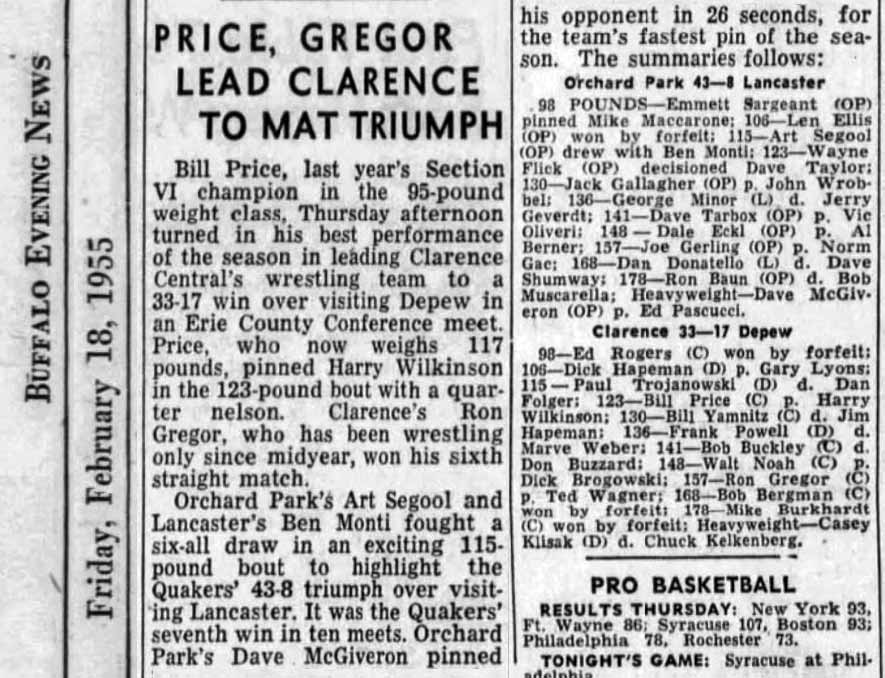 BUFFALO EVENING NEWS
Friday, February 18, 1955
PRICE, GREGOR
LEAD CLARENCE
TO MAT TRIUMPH
Bill Price, last year's Section
VI champion in the 95-pound
weight class, Thursday afternoon
turned in his best performance
of the season in leading Clarence
Central's wrestling team to a
33-17 win over visiting Depew in
an Erie County Conference meet.
Price, who now weighs 117
pounds, pinned Harry Wilkinson
in the 123-pound bout with a quar-
ter nelson. Clarence's Ron
Gregor, who has been wrestling
only since midyear, won his sixth
straight match.
Orchard Park's Art Segool and
Lancaster's Ben Monti fought a
six-all draw in an exciting 115-
pound bout to highlight the
Quakers' 43-8 triumph over visit-
ing Lancaster. It was the Quakers'
seventh win in ten meets. Orchard
Park's Dave McGiveron pinned
his opponent in 26 seconds, for
the team's fastest pin of the sea-
son. The summaries follows:
Orchard Park 43—8 Lancaster
98 POUNDS—Emmett Sargeant (OP)
pinned Mike Maccarone; 106—Len Ellis
(OP) won by forfeit; 115—Art Segool
(OP) drew with Ben Monti; 123—Wayne
Flick (OP) decisioned Dave Taylor;
130—Jack Gallagher (OP) p. John Wrob-
bel; 136—George Minor (L) d. Jerry
Geverdt; 141—Dave Tarbox (OP) p. Vic
Oliveri; 148 — Dale Eckl (OP) p. Al
Berner; 157—Joe Gerling (OP) p. Norm
Gac; 168—Dan Donatello (L) d. Dave
Shumway; 178—Ron Baun (OP) d. Bob
Muscarella; Heavyweight—Dave McGiv-
eron (OP) p. Ed Pascucci.
Clarence 33—17 Depew
98—Ed Rogers (C) won by forfeit;
106—Dick Hapeman (D) p. Gary Lyons;
115 — Paul Trojanowski (D) d. Dan
Folger; 123—Bill Price (C) p. Harry
Wilkinson; 130—Bill Yamnitz (C) d. Jim
Hapeman; 136—Frank Powell (D) d.
Marve Weber; 141—Bob Buckley (C) d.
Don Buzzard; 148—Walt Noah (C) p.
Dick Brogowski; 157—Ron Gregor (C)
p. Ted Wagner; 168—Bob Bergman (C)
won by forfeit; 178—Mike Burkhardt
(C) won by forfeit; Heavyweight—Casey
Klisak (D) d. Chuck Kelkenberg.
PRO BASKETBALL
RESULTS THURSDAY: New York 93,
Ft. Wayne 86; Syracuse 107, Boston 93;
Philadelphia 78, Rochester 73.
TONIGHT'S GAME: Syracuse at Phil-
adelphia